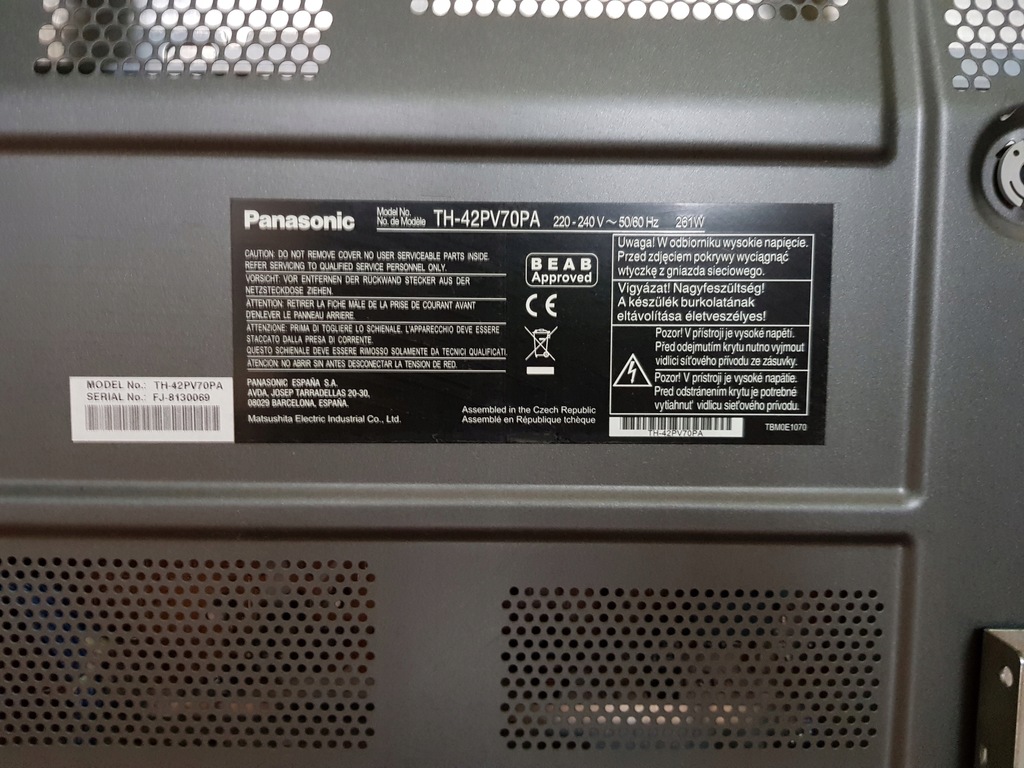 Panasonic
Model No.
No. de Modèle
TH-42PV70PA 220 - 240 V ~ 50/60 Hz 261W
CAUTION: DO NOT REMOVE COVER NO USER SERVICEABLE PARTS INSIDE.
REFER SERVICING TO QUALIFIED SERVICE PERSONNEL ONLY.
VORSICHT: VOR ENTFERNEN DER RÜCKWAND STECKER AUS DER
NETZSTECKDOSE ZIEHEN.
ATTENTION: RETIRER LA FICHE MALE DE LA PRISE DE COURANT AVANT
D'ENLEVER LE PANNEAU ARRIERE.
ATTENZIONE: PRIMA DI TOGLIERE LO SCHIENALE. L'APPARECCHIO DEVE ESSERE
STACCATO DALLA PRESA DI CORRENTE.
QUESTO SCHIENALE DEVE ESSERE RIMOSSO SOLAMENTE DA TECNICI QUALIFICATI.
ATENCION: NO ABRIR SIN ANTES DESCONECTAR LA TENSION DE RED.
PANASONIC ESPAÑA S.A.
AVDA, JOSEP TARRADELLAS 20-30,
08029 BARCELONA, ESPAÑA
Matsushita Electric Industrial Co., Ltd.
BEAB
Approved
CE
Assembled in the Czech Republic
Assemblé en République tchèque
Uwaga! W odbiorniku wysokie napięcie.
Przed zdjęciem pokrywy wyciągnąć
wtyczkę z gniazda sieciowego.
Vigyázat! Nagyfeszültség!
A készülék burkolatának
eltávolítása életveszélyes!
Pozor! V přístroji je vysoké napětí.
Před odejmutím krytu nutno vyjmout
vidlici síťového přívodu ze zásuvky.
Pozor! V prístroji je vysoké napätie.
Pred odstránením krytu je potrebné
vytiahnuť vidlicu sieťového prívodu.
TH-42PV70PA
TBM0E1070
MODEL No.: TH-42PV70PA
SERIAL No.: FJ-8130069